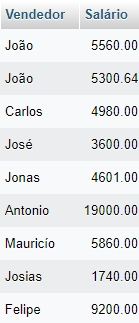 Vendedor Salário
João 5560.00
João 5300.64
Carlos 4980.00
José 3600.00
Jonas 4601.00
Antonio 19000.00
Mauricío 5860.00
Josias 1740.00
Felipe 9200.00